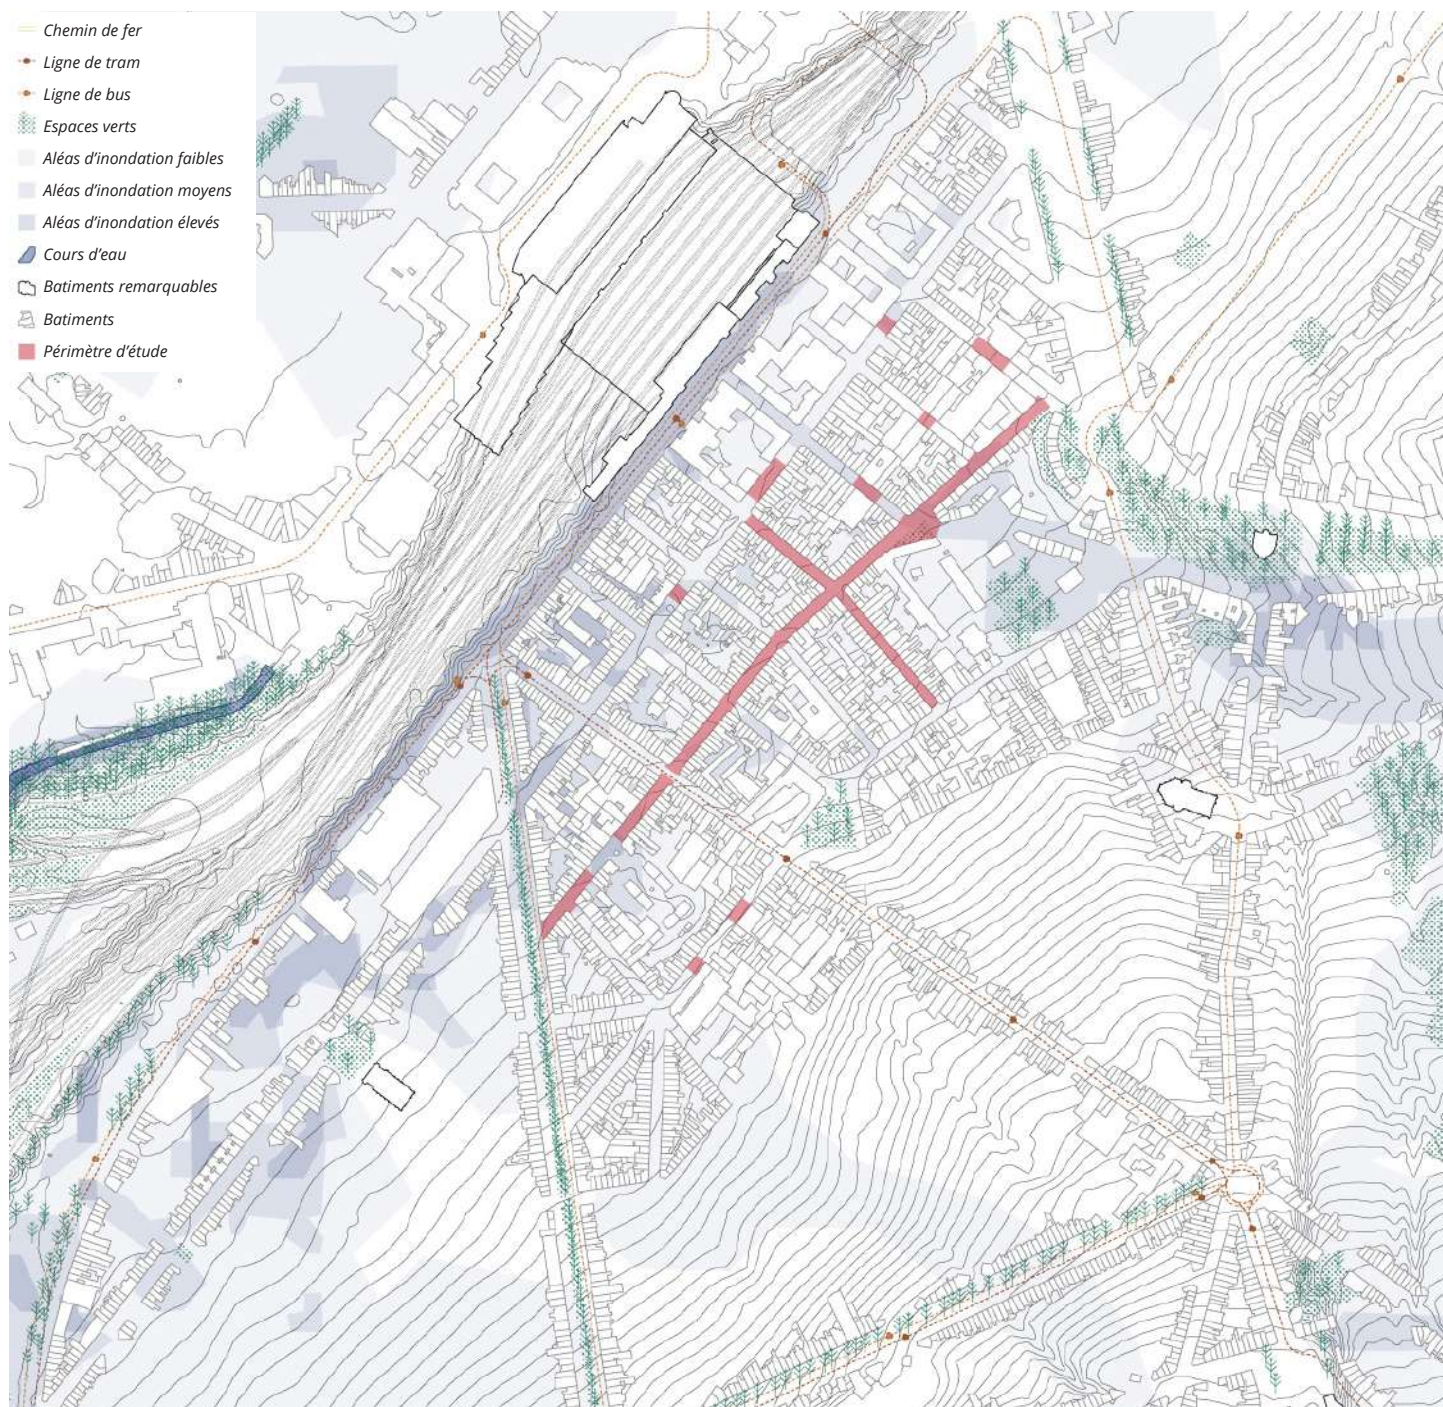 Chemin de fer
Ligne de tram
Ligne de bus
Espaces verts
Aléas d'inondation faibles
Aléas d'inondation moyens
Aléas d'inondation élevés
Cours d'eau
Batiments remarquables
Batiments
Périmètre d'étude